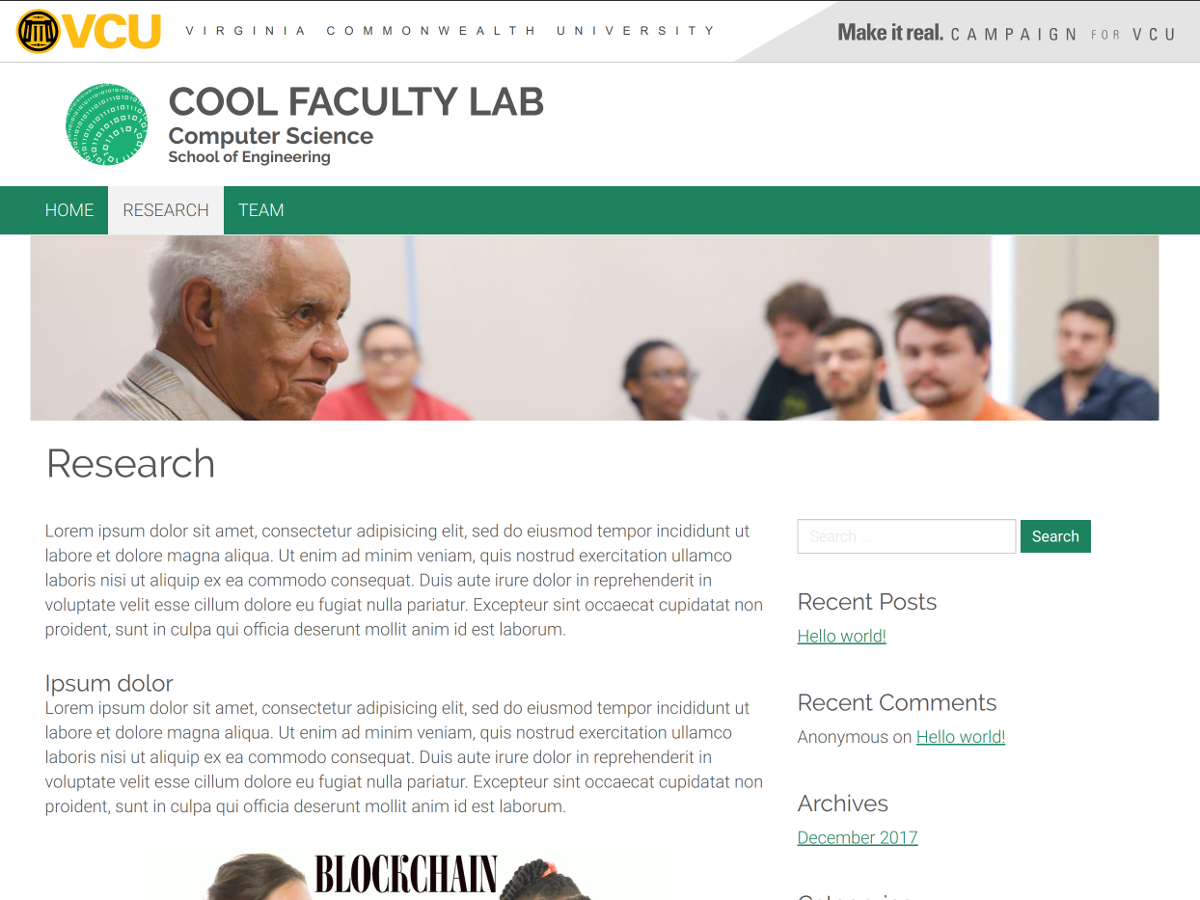 VCU VIRGINIA COMMONWEALTH UNIVERSITY
Make it real. CAMPAIGN FOR VCU
COOL FACULTY LAB
Computer Science
School of Engineering
HOME RESEARCH TEAM
Research
Lorem ipsum dolor sit amet, consectetur adipisicing elit, sed do eiusmod tempor incididunt ut
labore et dolore magna aliqua. Ut enim ad minim veniam, quis nostrud exercitation ullamco
laboris nisi ut aliquip ex ea commodo consequat. Duis aute irure dolor in reprehenderit in
voluptate velit esse cillum dolore eu fugiat nulla pariatur. Excepteur sint occaecat cupidatat non
proident, sunt in culpa qui officia deserunt mollit anim id est laborum.
Ipsum dolor
Lorem ipsum dolor sit amet, consectetur adipisicing elit, sed do eiusmod tempor incididunt ut
labore et dolore magna aliqua. Ut enim ad minim veniam, quis nostrud exercitation ullamco
laboris nisi ut aliquip ex ea commodo consequat. Duis aute irure dolor in reprehenderit in
voluptate velit esse cillum dolore eu fugiat nulla pariatur. Excepteur sint occaecat cupidatat non
proident, sunt in culpa qui officia deserunt mollit anim id est laborum.
BLOCKCHAIN
Search ...
Search
Recent Posts
Hello world!
Recent Comments
Anonymous on Hello world!
Archives
December 2017